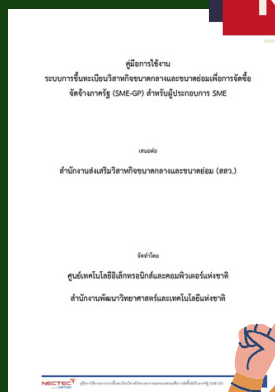 คู่มือการใช้งาน
ระบบการขึ้นทะเบียนวิสาหกิจขนาดกลางและขนาดย่อมเพื่อการจัดซื้อ
จัดจ้างภาครัฐ (SME-GP) สำหรับผู้ประกอบการ SME
เสนอต่อ
สำนักงานส่งเสริมวิสาหกิจขนาดกลางและขนาดย่อม (สสว.)
จัดทำโดย
ศูนย์เทคโนโลยีอิเล็กทรอนิกส์และคอมพิวเตอร์แห่งชาติ
สำนักงานพัฒนาวิทยาศาสตร์และเทคโนโลยีแห่งชาติ
NECTEC